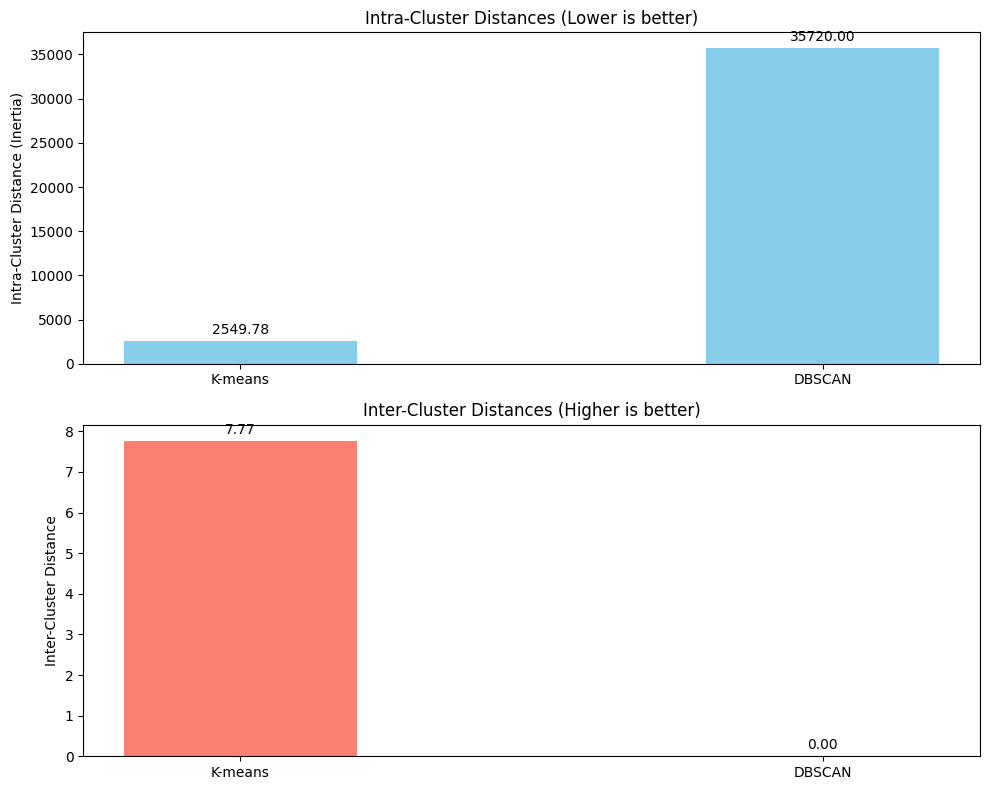 Intra-Cluster Distances (Lower is better)
35720.00
35000
30000
25000
20000
15000
10000
5000
0
Intra-Cluster Distance (Inertia)
2549.78
K-means
DBSCAN
Inter-Cluster Distances (Higher is better)
7.77
8
7
6
5
4
3
2
1
0
Inter-Cluster Distance
0.00
K-means
DBSCAN